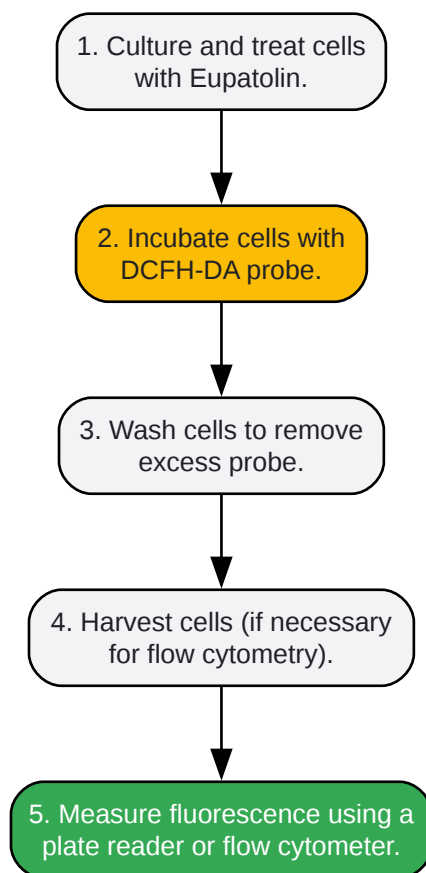 1. Culture and treat cells
with Eupatolin.
2. Incubate cells with
DCFH-DA probe.
3. Wash cells to remove
excess probe.
4. Harvest cells (if necessary
for flow cytometry).
5. Measure fluorescence using a
plate reader or flow cytometer.